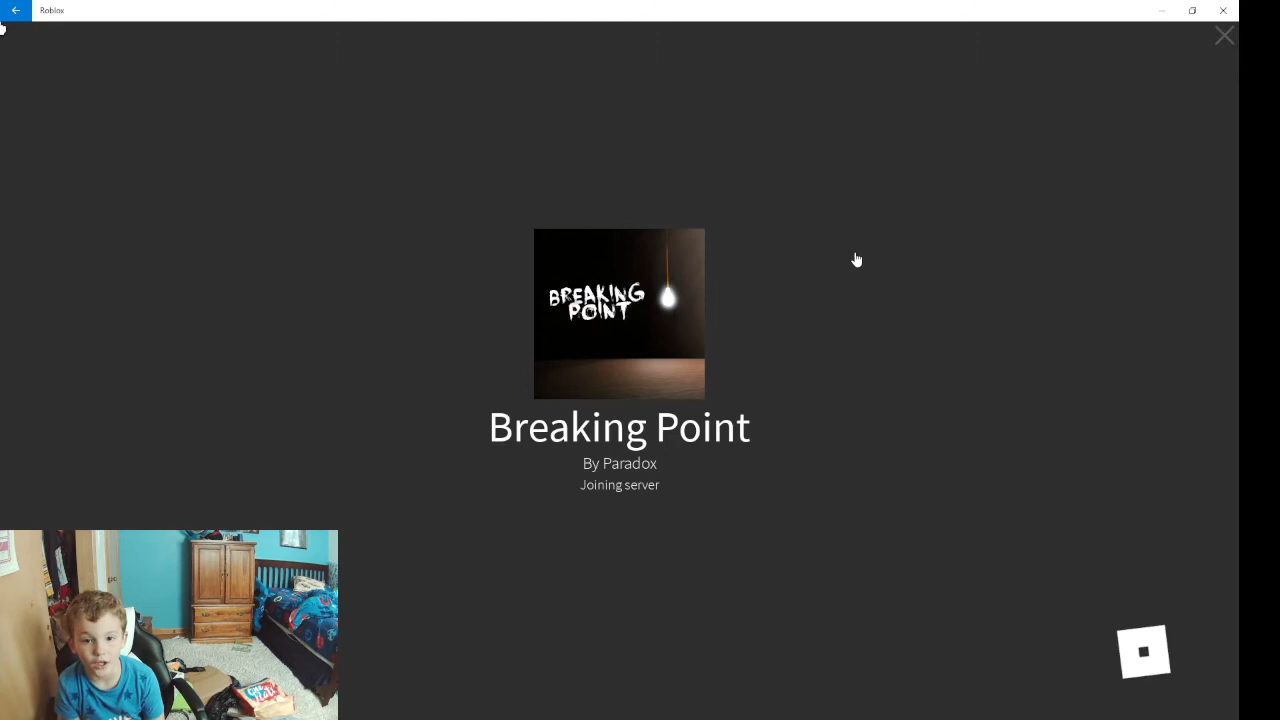 Roblox
BREAKING
POINT
Breaking Point
By Paradox
Joining server